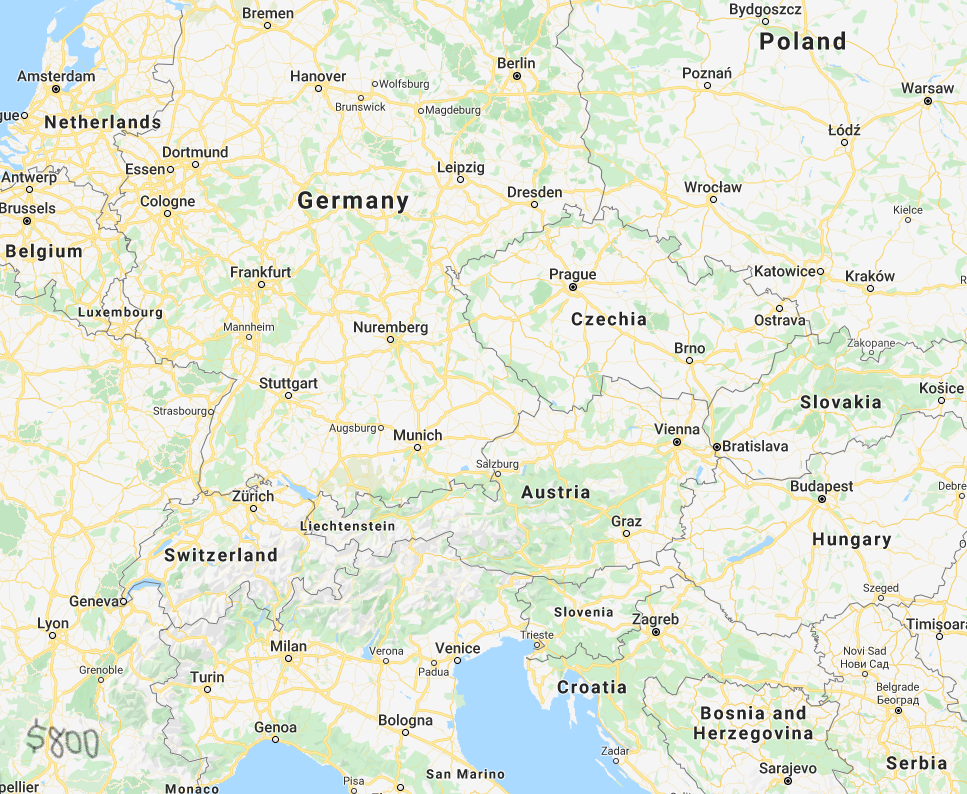 Bremen
Bydgoszcz
Poland
Berlin
Amsterdam
Hanover
Wolfsburg
Poznań
Warsaw
Brunswick
Magdeburg
gue
Netherlands
Łódź
Dortmund
Essen
Leipzig
Antwerp
Dresden
Wrocław
Cologne
Germany
Brussels
Kielce
Belgium
Frankfurt
Prague
Katowice
Kraków
Luxembourg
Czechia
Ostrava
Mannheim
Nuremberg
Brno
Zakopane
Stuttgart
Košice
Slovakia
Strasbourg
Augsburg
Munich
Vienna
Bratislava
Salzburg
Budapest
Debre
Zürich
Austria
Liechtenstein
Graz
Hungary
Switzerland
Szeged
Geneva
Slovenia
Lyon
Zagreb
Timișoara
Trieste
Milan
Verona
Venice
Novi Sad
Нови Сад
Grenoble
Padua
Turin
Croatia
Belgrade
Београд
Bosnia and
Herzegovina
Genoa
Bologna
$800
Zadar
Serbia
Sarajevo
San Marino
Pisa
pellier
Monaco